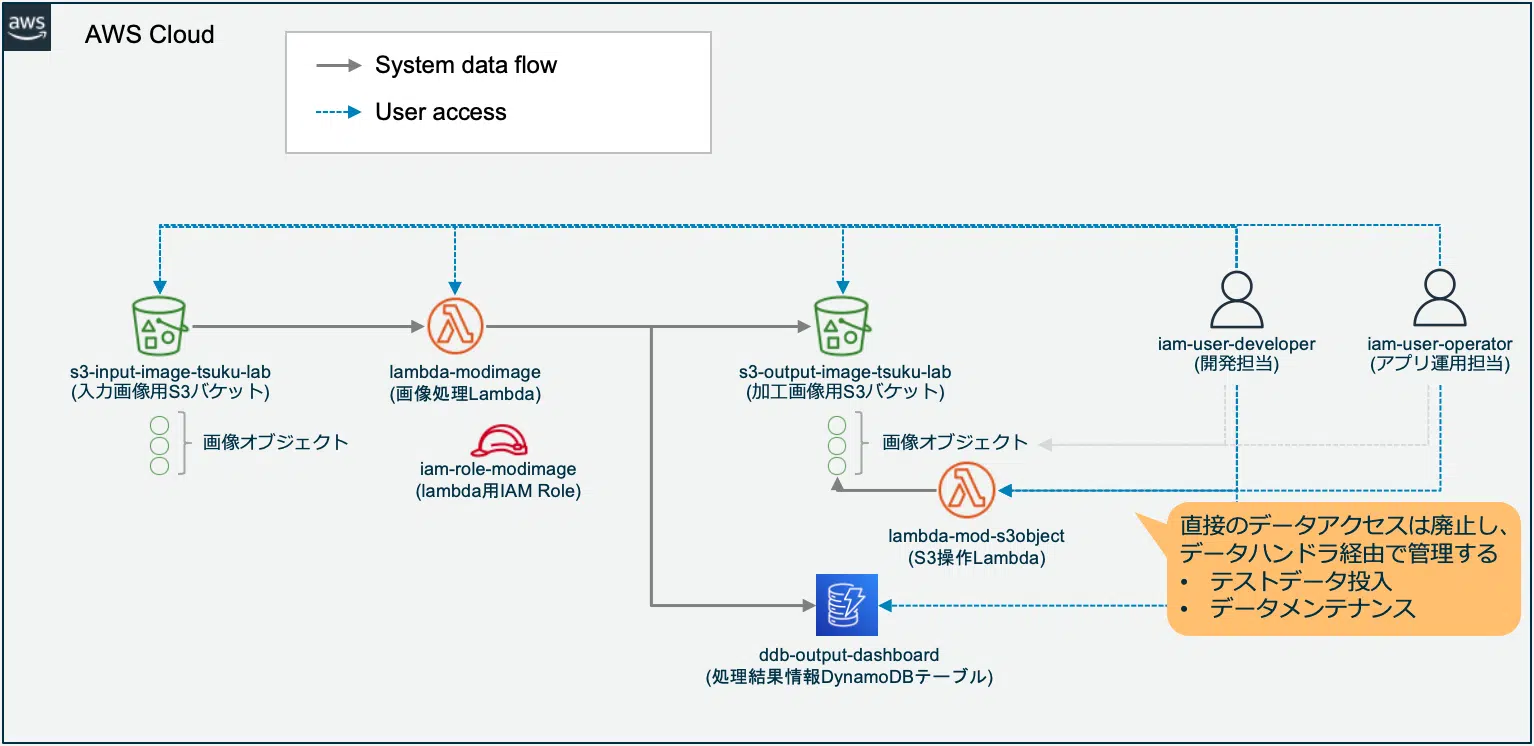 aws
AWS Cloud
System data flow
User access
s3-input-image-tsuku-lab
(入力画像用S3バケット)
画像オブジェクト
lambda-modimage
(画像処理Lambda)
iam-role-modimage
(lambda用IAM Role)
s3-output-image-tsuku-lab
(加工画像用S3バケット)
画像オブジェクト
lambda-mod-s3object
(S3操作Lambda)
ddb-output-dashboard
(処理結果情報DynamoDBテーブル)
iam-user-developer
(開発担当)
iam-user-operator
(アプリ運用担当)
直接のデータアクセスは廃止し、
データハンドラ経由で管理する
• テストデータ投入
• データメンテナンス